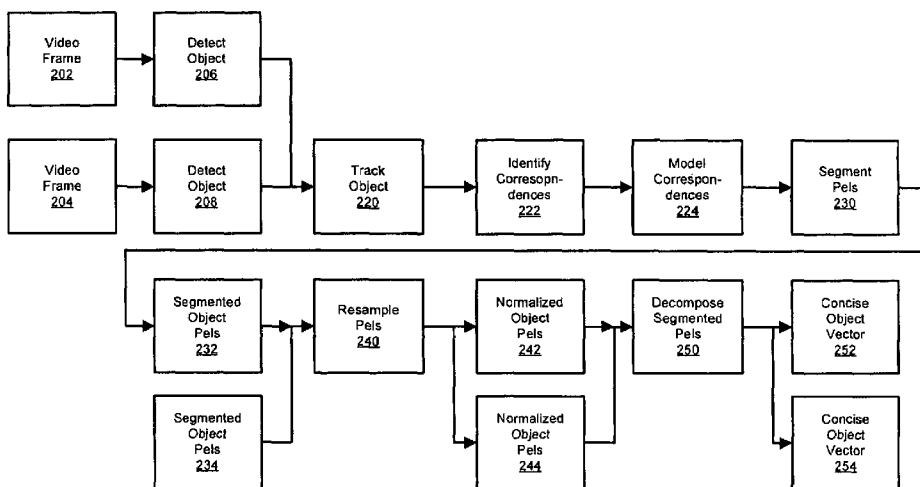 Video
Frame
202
Detect
Object
206
Video
Frame
204
Detect
Object
208
Track
Object
220
Identify
Corresopn-
dences
222
Model
Correspon-
dences
224
Segment
Pels
230
Segmented
Object
Pels
232
Resample
Pels
240
Normalized
Object
Pels
242
Decompose
Segmented
Pels
250
Concise
Object
Vector
252
Segmented
Object
Pels
234
Normalized
Object
Pels
244
Concise
Object
Vector
254